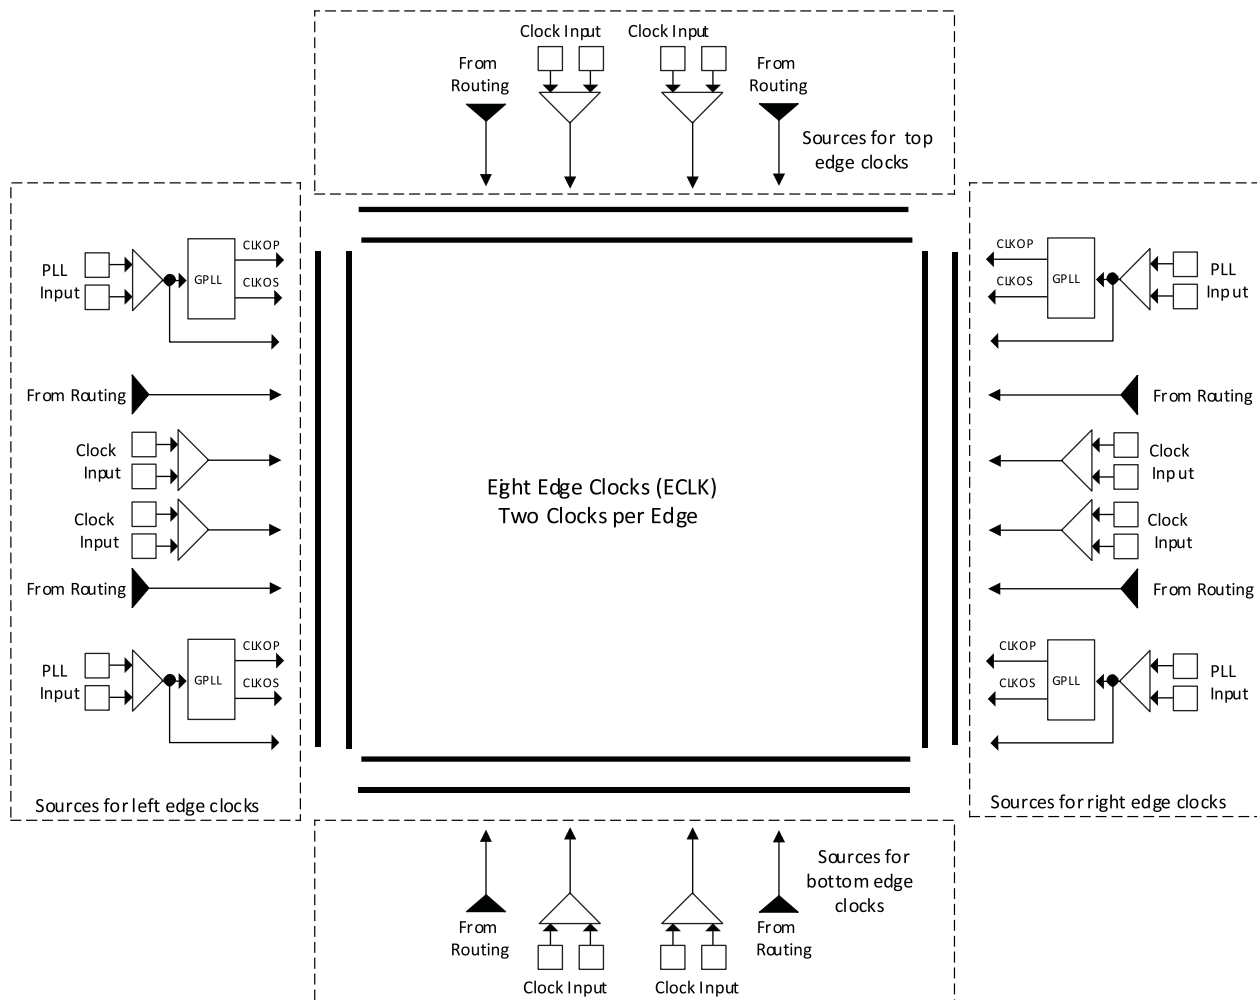 Clock Input
Clock Input
From
Routing
From
Routing
Sources for top
edge clocks
PLL
Input
GPLL
CLKOP
CLKOS
From Routing
Clock
Input
Clock
Input
From Routing
PLL
Input
GPLL
CLKOP
CLKOS
Sources for left edge clocks
Eight Edge Clocks (ECLK)
Two Clocks per Edge
CLKOP
CLKOS
GPLL
PLL
Input
From Routing
Clock
Input
Clock
Input
From Routing
CLKOP
CLKOS
GPLL
PLL
Input
Sources for right edge clocks
Sources for
bottom edge
clocks
From
Routing
From
Routing
Clock Input
Clock Input